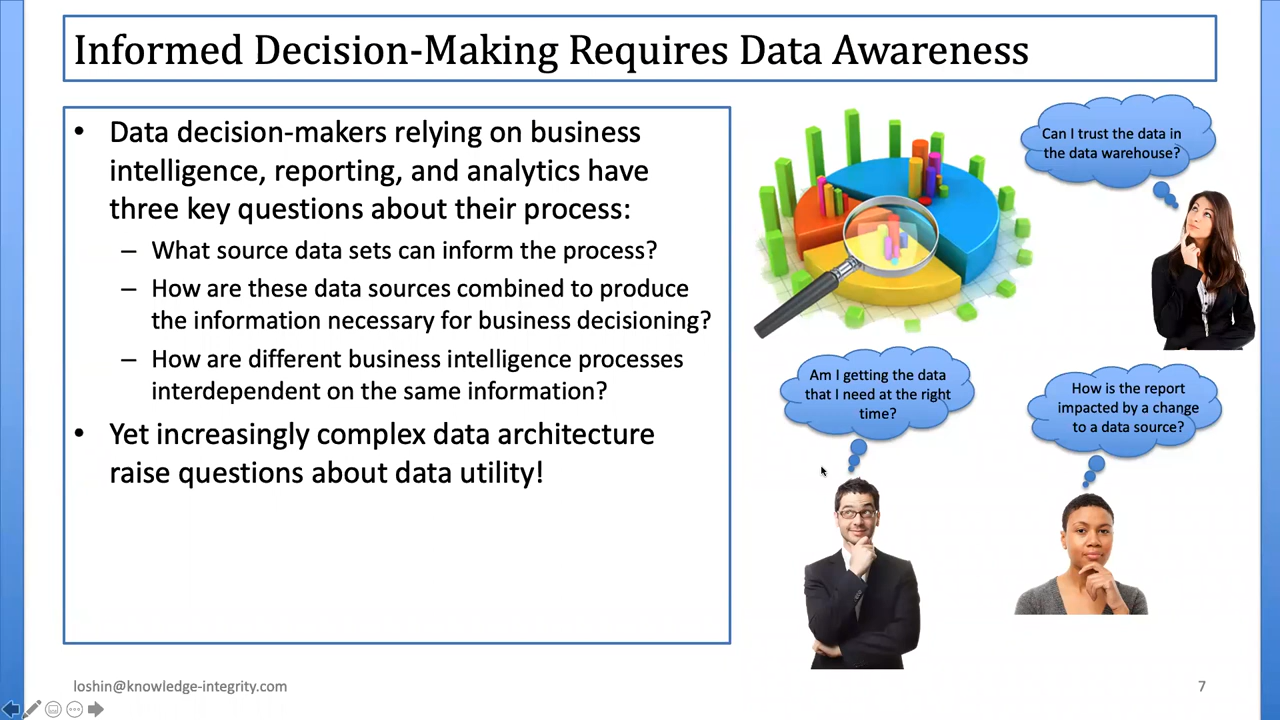 Informed Decision-Making Requires Data Awareness
• Data decision-makers relying on business
intelligence, reporting, and analytics have
three key questions about their process:
– What source data sets can inform the process?
– How are these data sources combined to produce
the information necessary for business decisioning?
– How are different business intelligence processes
interdependent on the same information?
• Yet increasingly complex data architecture
raise questions about data utility!
Can I trust the data in
the data warehouse?
Am I getting the data
that I need at the right
time?
How is the report
impacted by a change
to a data source?
loshin@knowledge-integrity.com
7